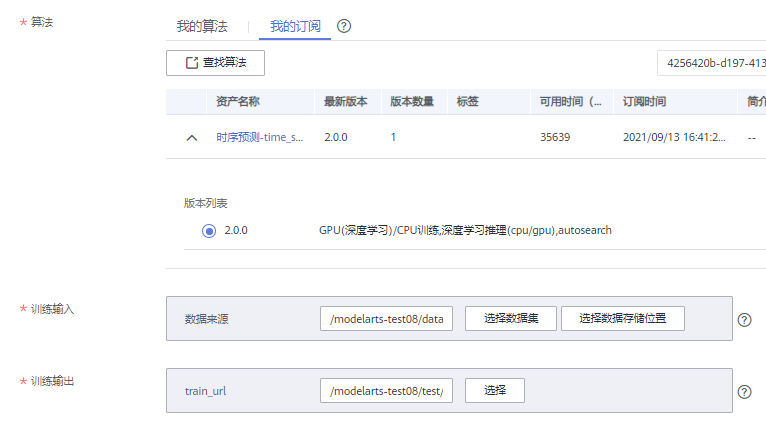 * 算法
我的算法 | 我的订阅 ?
查找算法 4256420b-d197-413
资产名称 最新版本 版本数量 标签 可用时间（... 订阅时间 简介
时序预测-time_s... 2.0.0 1 35639 2021/09/13 16:41:2... --
版本列表
2.0.0 GPU(深度学习)/CPU训练,深度学习推理(cpu/gpu),autosearch
* 训练输入
数据来源 /modelarts-test08/data 选择数据集 选择数据存储位置 ?
* 训练输出
train_url /modelarts-test08/test/ 选择 ?